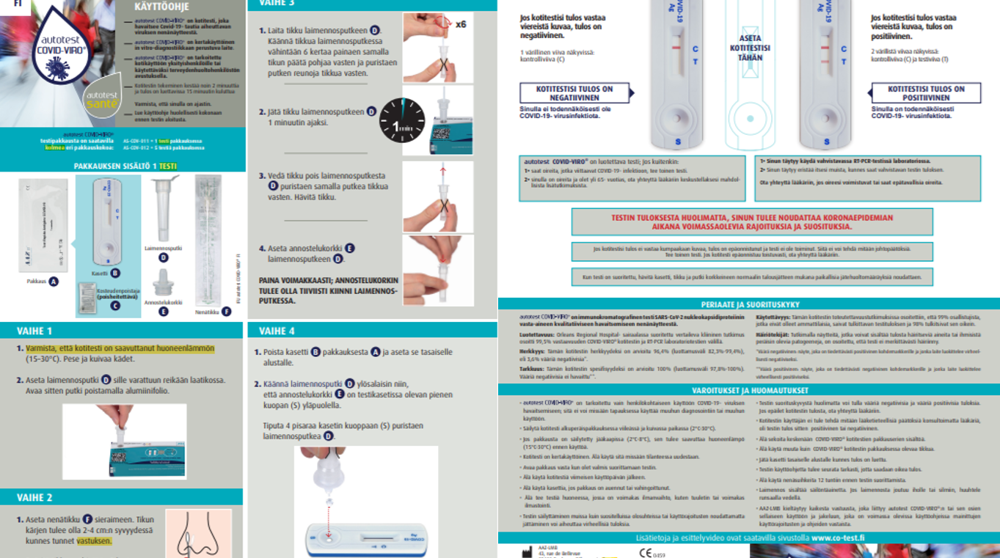 FI
KÄYTTÖOHJE
autotest
COVID-VIRO®
autotest
santé
autotest COVID-VIRO® on kotitesti, joka
havaitsee Covid-19- tautia aiheuttavan
viruksen nenänäytteestä.
autotest COVID-VIRO® on kertakäyttöinen
in vitro-diagnostiikkaan perustuva laite.
autotest COVID-VIRO® on tarkoitettu
kotikäyttöön yksityishenkilöille tai
käytettäväksi terveydenhuoltohenkilöstön
avustuksella.
Kotitestin tekeminen kestää noin 2 minuuttia
ja tulos on luettavissa 15 minuutin kuluttua
Varmista, että sinulla on ajastin.
Lue käyttöohje huolellisesti kokonaan
ennen testin aloitusta.
autotest COVID-VIRO®
testipakkausta on saatavilla
kolmea eri pakkauskokoa:
AS-COV-011 = 1 testi pakkauksessa
AS-COV-012 = 5 testiä pakkauksessa
PAKKAUKSEN SISÄLTÖ 1 TESTI
COVID-19
Ag
C
T
S
AAZ
Pakkaus A
Kasetti B
Kosteudenpoistaja
(poisheitettävä)
C
Laimennosputki
D
Annostelukorkki
E
Nenätikku F
VAIHE 1
1. Varmista, että kotitesti on saavuttanut huoneenlämmön
(15–30°C). Pese ja kuivaa kädet.
2. Aseta laimennosputki D sille varattuun reikään laatikossa.
Avaa sitten putki poistamalla alumiinifolio.
VAIHE 2
1. Aseta nenätikku F sieraimeen. Tikun
kärjen tulee olla 2-4 cm:n syvyydessä
kunnes tunnet vastuksen.
VAIHE 3
1. Laita tikku laimennosputkeen D.
Käännä tikkua laimennosputkessa
vähintään 6 kertaa painaen samalla
tikun päätä pohjaa vasten ja puristaen
putken reunoja tikkua vasten.
x6
2. Jätä tikku laimennosputkeen D
1 minuutin ajaksi.
1min
3. Vedä tikku pois laimennosputkesta
D puristaen samalla putkea tikkua
vasten. Hävitä tikku.
4. Aseta annostelukorkki E
laimennosputkeen D.
PAINA VOIMAKKAASTI; ANNOSTELUKORKIN
TULEE OLLA TIIVIISTI KIINNI LAIMENNOS-
PUTKESSA.
VAIHE 4
1. Poista kasetti B pakkauksesta A ja aseta se tasaiselle
alustalle.
2. Käännä laimennosputki D ylösalaisin niin,
että annostelukorkki E on testikasetissa olevan pienen
kuopan (S) yläpuolella.
Tiputa 4 pisaraa kasetin kuoppaan (S) puristaen
laimennosputkea D.
Jos kotitestisi tulos vastaa
viereistä kuvaa, tulos on
negatiivinen.
1 värillinen viiva näkyvissä:
kontrolliviiva (C)
KOTITESTISI TULOS ON
NEGATIIVINEN
Sinulla ei todennäköisesti ole
COVID-19- virusinfektiota.
COVID-19
Ag
C
T
S
ASETA
KOTITESTISI
TÄHÄN
COVID-19
Ag
C
T
S
Jos kotitestisi tulos vastaa
viereistä kuvaa, tulos on
positiivinen.
2 värillistä viivaa näkyvissä:
kontrolliviiva (C) ja testiviiva (T)
KOTITESTISI TULOS ON
POSITIIVINEN
Sinulla on todennäköisesti
COVID-19- virusinfektiota.
autotest COVID-VIRO® on luotettava testi; Jos kuitenkin:
1• saat oireita, jotka viittaavat COVID-19- infektioon, tee toinen testi.
2• sinulla on oireita ja olet yli 65- vuotias, ota yhteyttä lääkäriin keskustellaksesi mahdol-
lisista lisätutkimuksista.
1• Sinun täytyy käydä vahvistavassa RT-PCR-testissä laboratoriossa.
2• Sinun täytyy eristää itsesi muista, kunnes saat vahvistavan testin tuloksen.
Ota yhteyttä lääkäriin, jos oireesi voimistuvat tai saat epätavallisia oireita.
TESTIN TULOKSESTA HUOLIMATTA, SINUN TULEE NOUDATTAA KORONAEPIDEMIAN
AIKANA VOIMASSAOLEVIA RAJOITUKSIA JA SUOSITUKSIA.
Jos kotitestisi tulos ei vastaa kumpaakaan kuvaa, tulos on epäonnistunut ja testi ei ole toiminut. Siitä ei voi tehdä mitään johtopäätöksiä.
Tee toinen testi. Jos kotitesti epäonnistuu toistuvasti, ota yhteyttä lääkäriin.
Kun testi on suoritettu, hävitä kasetti, tikku ja putki korkkeineen normaalin talousjätteen mukana paikallisia jätehuoltomääräyksiä noudattaen.
PERIAATE JA SUORITUSKYKY
autotest COVID-VIRO® on immunokromatografinen testi SARS-CoV-2 nukleokapsidiproteiinin
vasta-aineen kvalitatiiviseen havaitsemiseen nenänäytteestä.
Luotettavuus: Orleans Regional Hospital- sairaalassa suoritettu vertaileva kliininen tutkimus
osoitti 99,5% vastaavuuden COVID-VIRO® kotitestin ja RT-PCR laboratoriotestien välillä.
Herkkyys: Tämän kotitestin herkkyydeksi on arvioitu 96,4% (luottamusväli 82,3%-99,4%),
eli 3,6% vääriä negatiivisia*.
Tarkkuus: Tämän kotitestin spesifisyydeksi on arvioitu 100% (luottamusväli 97,8%-100%).
Vääriä negatiivisia ei havaittu**.
Käytettävyys: Tämän kotitestin toteutettavuustutkimuksissa osoitettiin, että 99% osallistujista,
jotka eivät olleet ammattilaisia, saivat tulkittavan testituloksen ja 98% tulkitsivat sen oikein.
Häiriötekijät: Tutkimalla näytteitä, jotka voivat sisältää tulosta häiritseviä aineita tai ihmisistä
peräisin olevia patogeeneja, on osoitettu, että testi ei merkittävästi häiriinny.
*Väärä negatiivinen: näyte, joka on tiedettävästi positiivinen kohdemarkkerille ja jonka laite luokittelee virheel-
lisesti negatiiviseksi.
**Väärä positiivinen: näyte, joka on tiedettävästi negatiivinen kohdemarkkerille ja jonka laite luokittelee
virheellisesti positiiviseksi.
VAROITUKSET JA HUOMAUTUKSET
• autotest COVID-VIRO® on tarkoitettu vain henkilökohtaiseen käyttöön COVID-19- viruksen
havaitsemiseen; sitä ei voi missään tapauksessa käyttää muuhun diagnosointiin tai muuhun
käyttöön.
• Säilytä kotitesti alkuperäispakkauksessa viileässä ja kuivassa paikassa (2°C-30°C).
• Jos pakkausta on säilytetty jääkaapissa (2°C-8°C), sen tulee saavuttaa huoneenlämpö
(15°C-30°C) ennen käyttöä.
• Kotitesti on kertakäyttöinen. Älä käytä sitä missään tilanteessa uudestaan.
• Avaa pakkaus vasta kun olet valmis suorittamaan testin.
• Älä käytä kotitestiä viimeisen käyttöpäivän jälkeen.
• Älä käytä kasettia, jos pakkaus on auennut tai vahingoittunut.
• Älä tee testiä huoneessa, jossa on voimakas ilmanvaihto, kuten tuuletin tai voimakas
ilmastointi.
• Testin säilyttäminen muissa kuin suositelluissa olosuhteissa tai käyttörajoitusten noudattamatta
jättäminen voi aiheuttaa virheellisiä tuloksia.
• Testin suorituskyvystä huolimatta voi tulla vääriä negatiivisia ja vääriä positiivisia tuloksia.
Jos epäilet kotitestin tulosta, ota yhteyttä lääkäriin.
• Kotitestin käyttäjän ei tule tehdä mitään lääketieteellisiä päätöksiä konsultoimatta lääkäriä,
oli testin tulos sitten positiivinen tai negatiivinen.
• Älä sekoita keskenään COVID-VIRO® kotitestien pakkauserien sisältöä.
• Älä käytä muuta kuin COVID-VIRO® kotitestin pakkauksessa olevaa tikkua.
• Jätä kasetti tasaiselle alustalle kunnes tulos on luettu.
• Testin käyttöohjetta tulee seurata tarkasti, jotta saadaan oikea tulos.
• Älä käytä nenäsuihkeita 12 tuntiin ennen testin suorittamista.
• Laimennos sisältää säilöntäainetta. Jos laimennosta joutuu iholle tai silmiin, huuhtele
runsaalla vedellä.
• AAZ-LMB kieltäytyy kaikesta vastuusta, joka liittyy autotest COVID-VIRO®:n tai sen osien
sellaiseen käyttöön ja jakeluun, joka on voimassa olevissa käyttöohjeissa mainittujen
käyttörajoitusten ja ohjeiden vastaista.
Lisätietoja ja esittelyvideo ovat saatavilla sivustolla www.co-test.fi
AAZ-LMB
43, rue de Bellevue
CE 0459